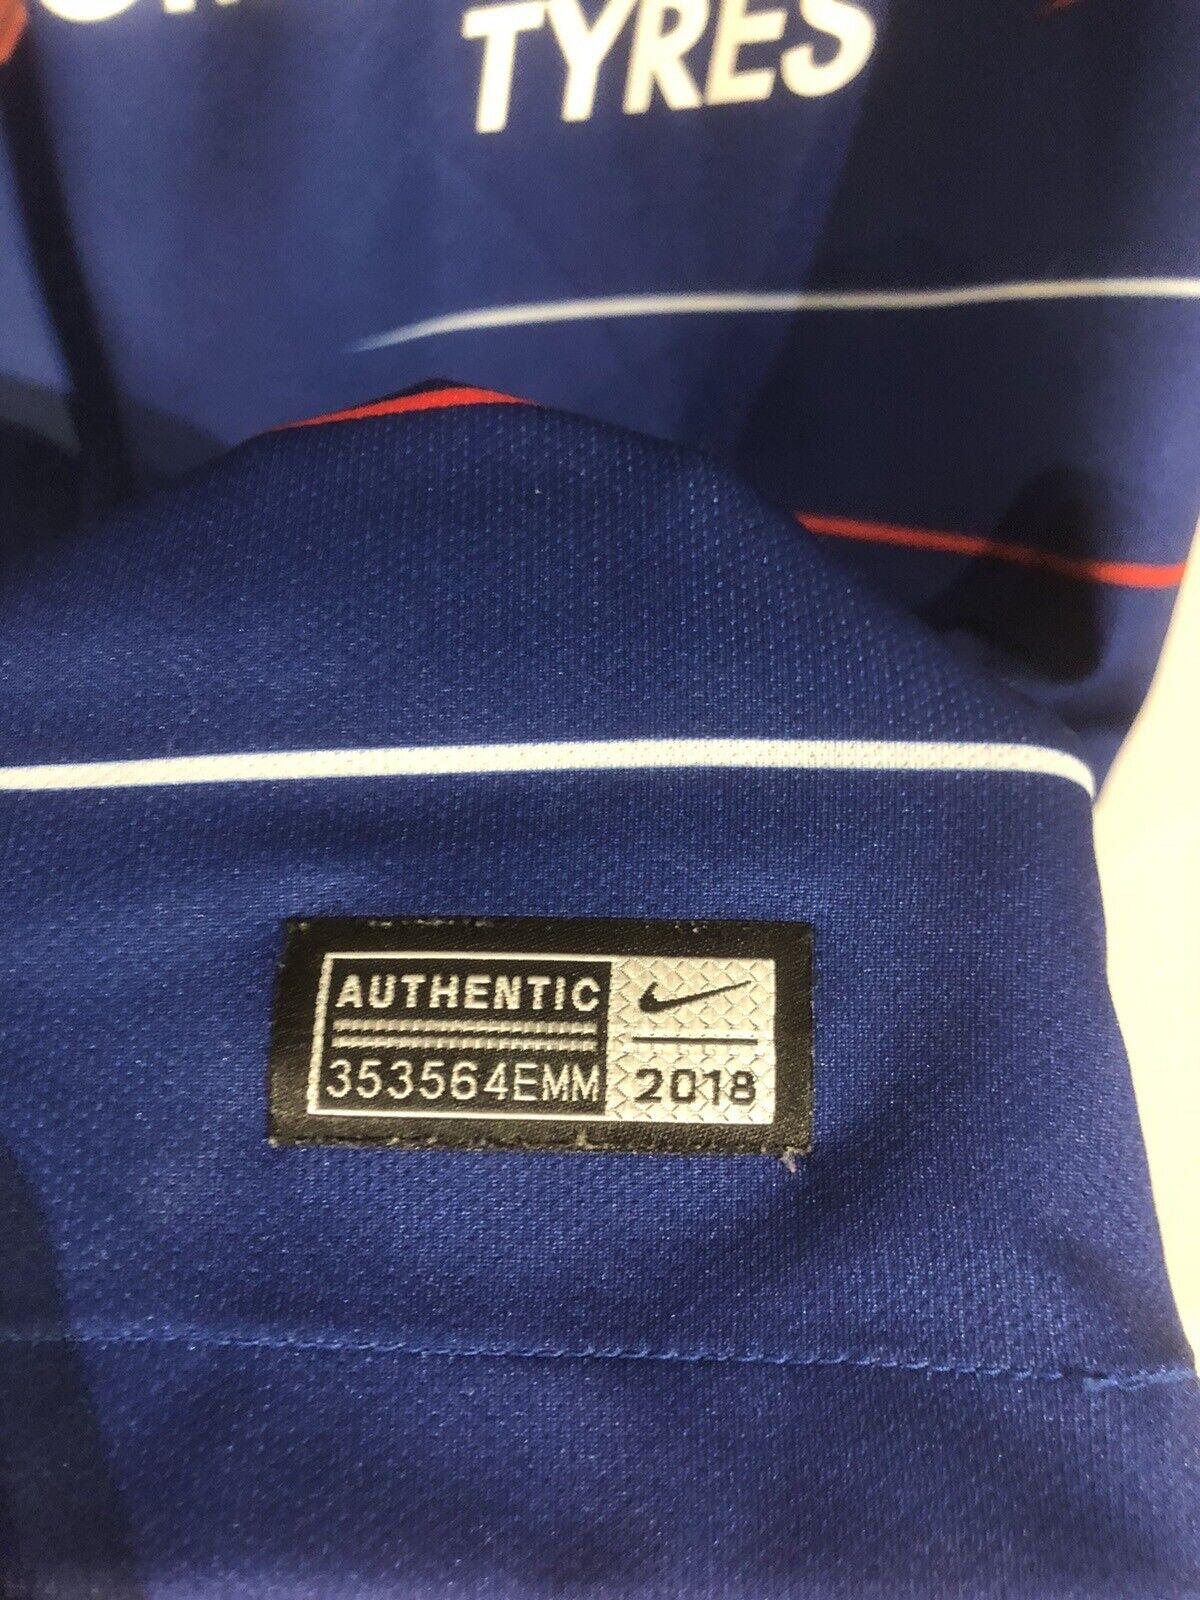 TYRES
AUTHENTIC
353564EMM
2018